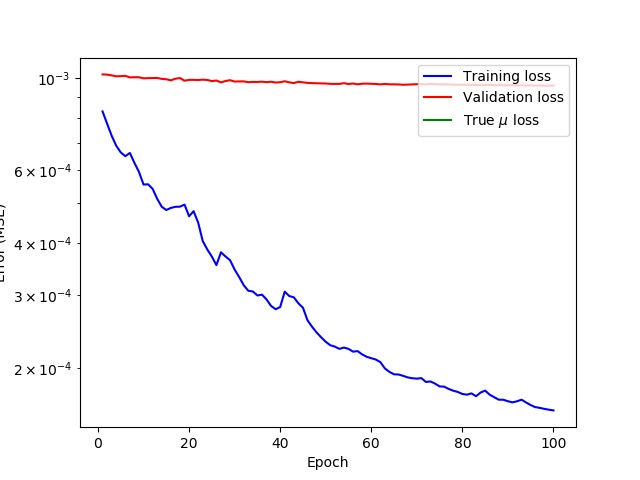 Training loss
Validation loss
True μ loss
10⁻³
6 × 10⁻⁴
4 × 10⁻⁴
3 × 10⁻⁴
2 × 10⁻⁴
Error (MSE)
0 20 40 60 80 100
Epoch